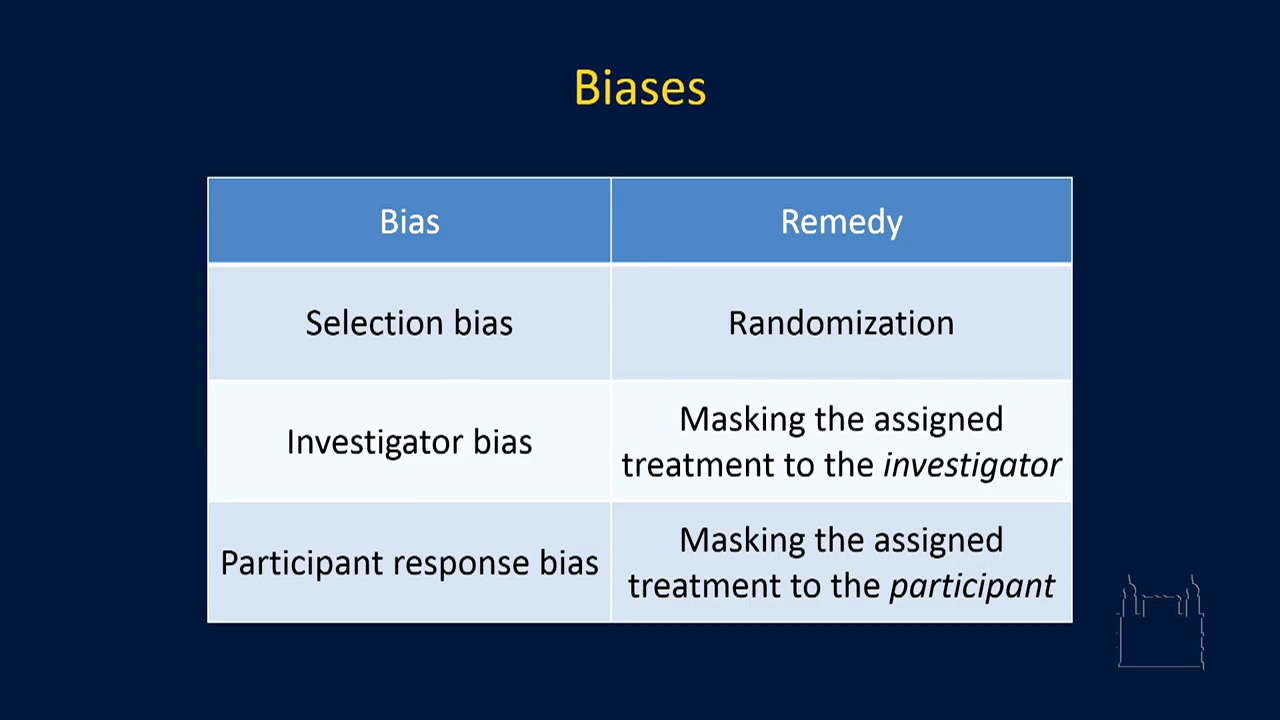 Biases
Bias
Remedy
Selection bias
Randomization
Investigator bias
Masking the assigned
treatment to the investigator
Participant response bias
Masking the assigned
treatment to the participant